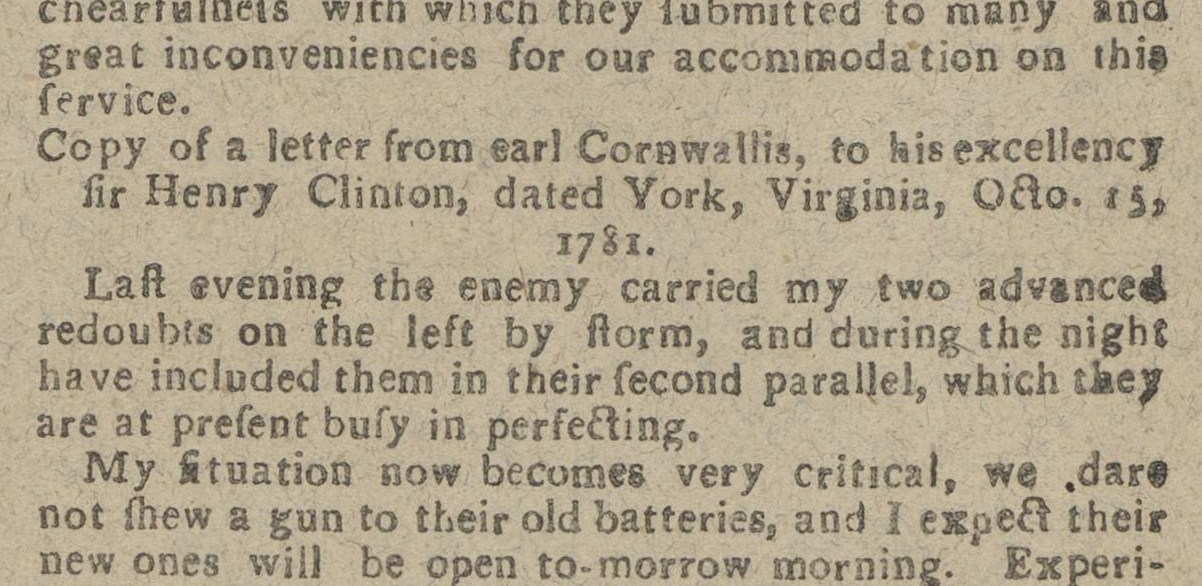 chearfulneſs with which they ſubmitted to many and
great inconveniencies for our accommodation on this
ſervice.
Copy of a letter from earl Cornwallis, to his excellency
ſir Henry Clinton, dated York, Virginia, Octo. 15,
1781.
Laſt evening the enemy carried my two advanced
redoubts on the left by ſtorm, and during the night
have included them in their ſecond parallel, which they
are at preſent buſy in perfecting.
My ſituation now becomes very critical, we dare
not ſhew a gun to their old batteries, and I expect their
new ones will be open to-morrow morning. Experi-